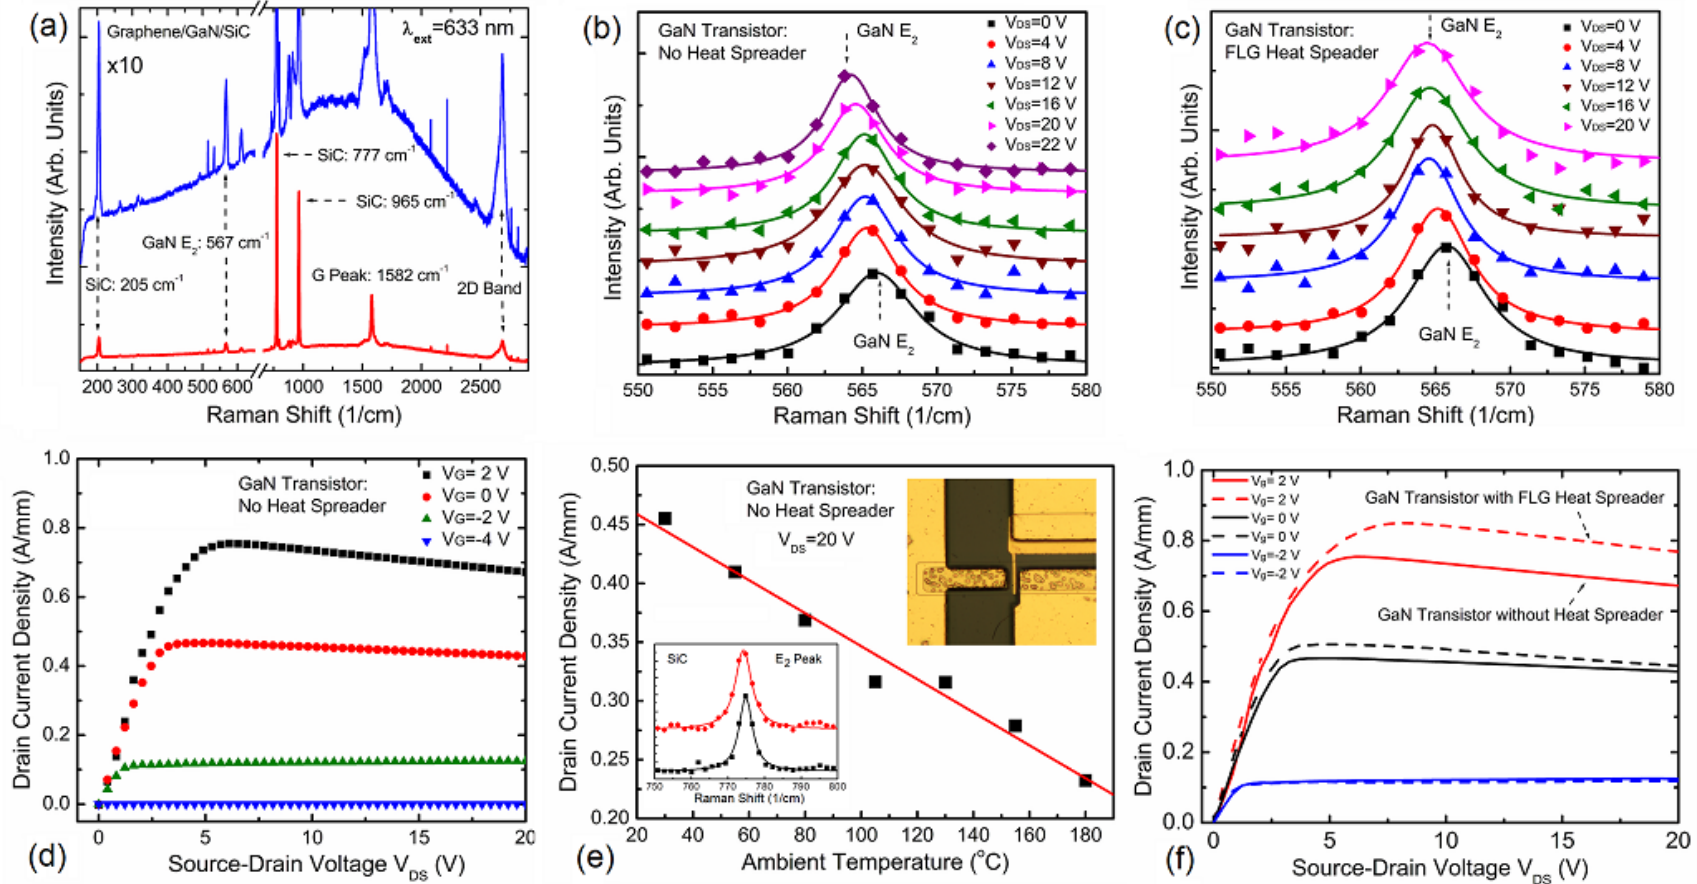 (a)
Graphene/GaN/SiC
λext=633 nm
x10
SiC: 777 cm-1
SiC: 965 cm-1
GaN E2: 567 cm-1
SiC: 205 cm-1
G Peak: 1582 cm-1
2D Band
Intensity (Arb. Units)
200 300 400 500 600 1000 1500 2000 2500
Raman Shift (1/cm)
(b)
GaN Transistor:
No Heat Spreader
GaN E2
VDS=0 V
VDS=4 V
VDS=8 V
VDS=12 V
VDS=16 V
VDS=20 V
VDS=22 V
GaN E2
Intensity (Arb. Units)
550 555 560 565 570 575 580
Raman Shift (1/cm)
(c)
GaN Transistor:
FLG Heat Speader
GaN E2
VDS=0 V
VDS=4 V
VDS=8 V
VDS=12 V
VDS=16 V
VDS=20 V
GaN E2
Intensity (Arb. Units)
550 555 560 565 570 575 580
Raman Shift (1/cm)
(d)
GaN Transistor:
No Heat Spreader
VG= 2 V
VG= 0 V
VG=-2 V
VG=-4 V
Drain Current Density (A/mm)
1.0
0.8
0.6
0.4
0.2
0.0
0 5 10 15 20
Source-Drain Voltage VDS (V)
(e)
GaN Transistor:
No Heat Spreader
VDS=20 V
SiC
E2 Peak
750 760 770 780 790 800
Raman Shift (1/cm)
Drain Current Density (A/mm)
0.50
0.45
0.40
0.35
0.30
0.25
0.20
20 40 60 80 100 120 140 160 180
Ambient Temperature (°C)
(f)
Vg= 2 V
Vg= 2 V
Vg= 0 V
Vg= 0 V
Vg=-2 V
Vg=-2 V
GaN Transistor with FLG Heat Spreader
GaN Transistor without Heat Spreader
Drain Current Density (A/mm)
1.0
0.8
0.6
0.4
0.2
0.0
0 5 10 15 20
Source-Drain Voltage VDS (V)